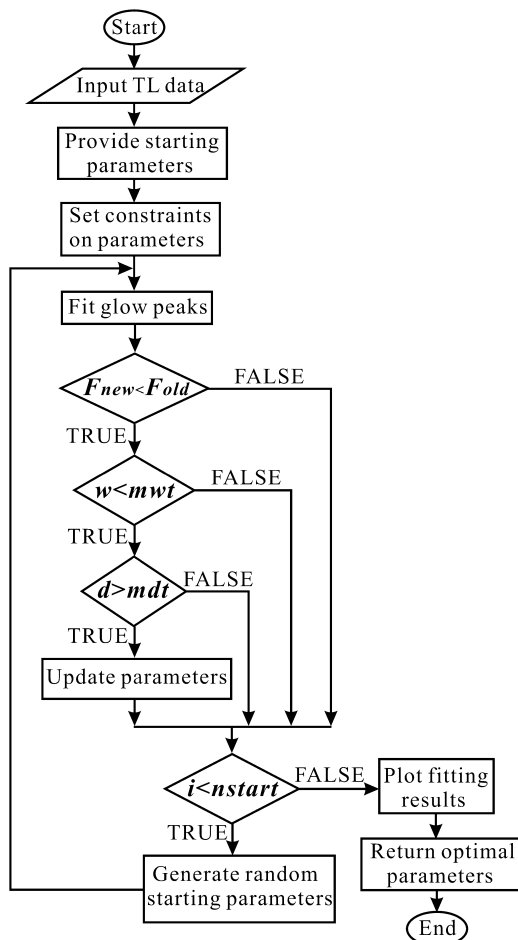 Start
Input TL data
Provide starting
parameters
Set constraints
on parameters
Fit glow peaks
Fnew<Fold
FALSE
TRUE
w<mwt
FALSE
TRUE
d>mdt
FALSE
TRUE
Update parameters
i<nstart
FALSE
Plot fitting
results
TRUE
Generate random
starting parameters
Return optimal
parameters
End